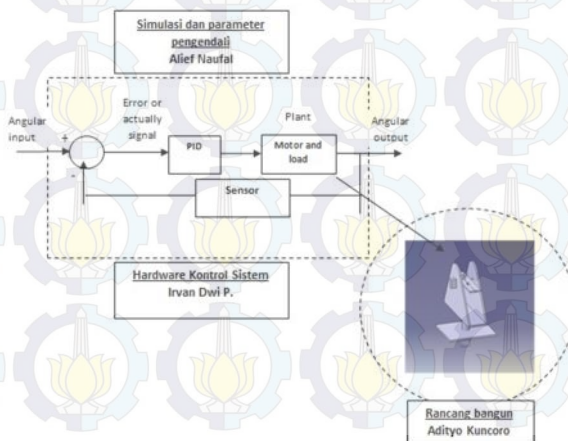 Simulasi dan parameter
pengendali
Alief Naufal
Angular
input
Error or
actually
signal
Plant
Angular
output
+
PID
Motor and
load
-
Sensor
Hardware Kontrol Sistem
Irvan Dwi P.
Rancang bangun
Adityo Kuncoro